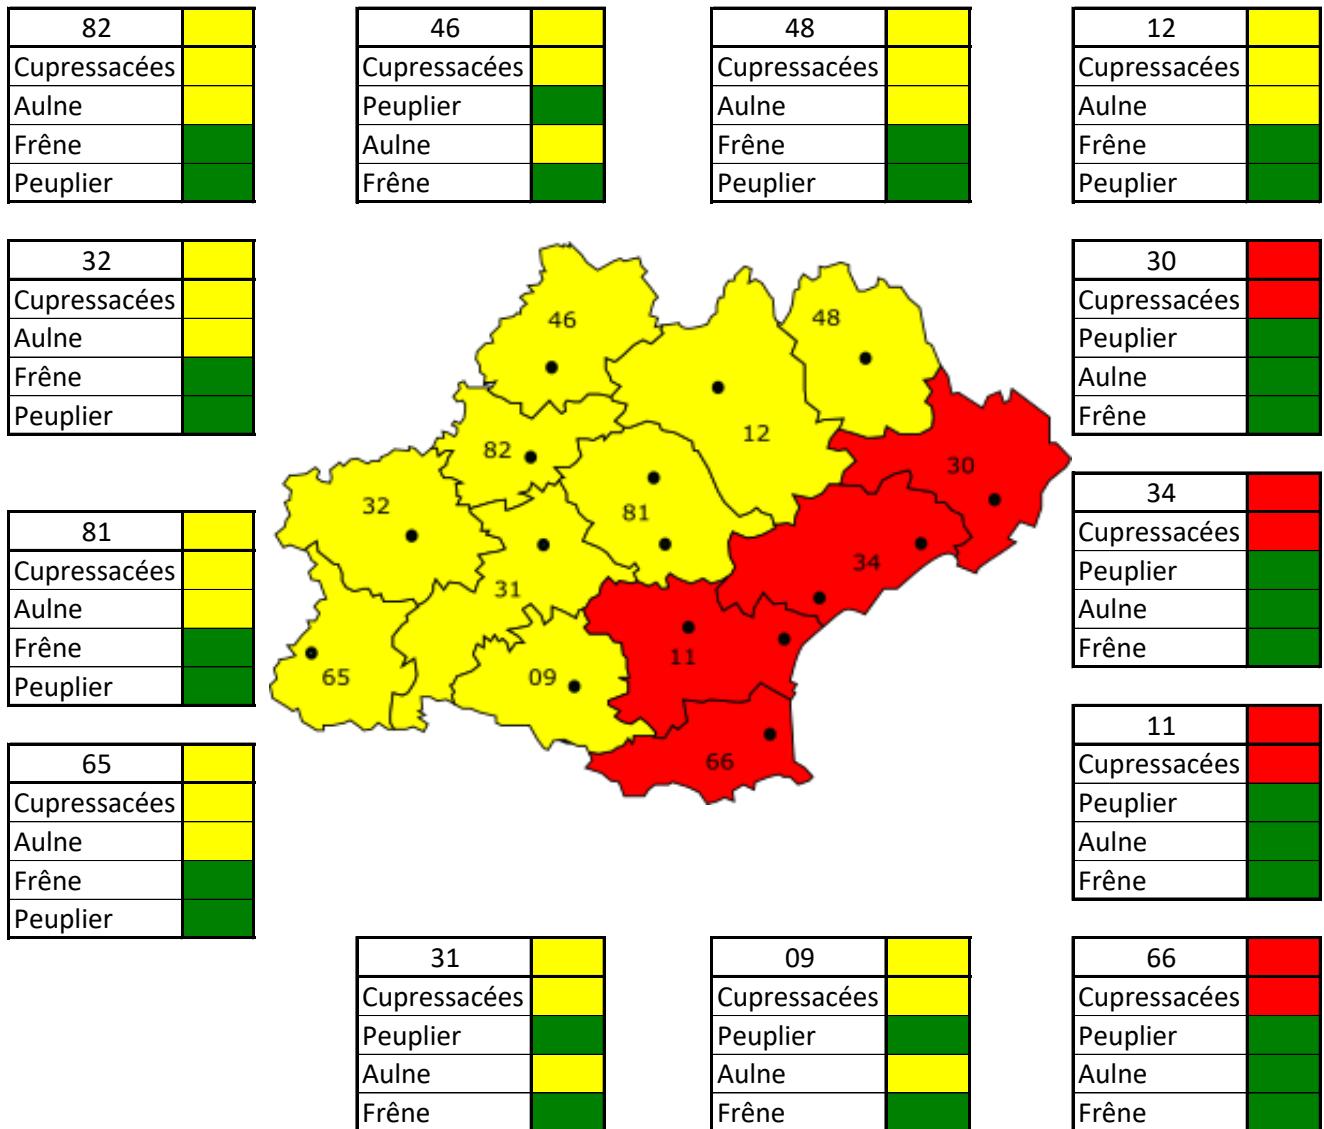 82
Cupressacées
Aulne
Frêne
Peuplier
46
Cupressacées
Peuplier
Aulne
Frêne
48
Cupressacées
Aulne
Frêne
Peuplier
12
Cupressacées
Aulne
Frêne
Peuplier
32
Cupressacées
Aulne
Frêne
Peuplier
81
Cupressacées
Aulne
Frêne
Peuplier
65
Cupressacées
Aulne
Frêne
Peuplier
46
48
12
82
30
32
81
34
31
11
65
09
66
30
Cupressacées
Peuplier
Aulne
Frêne
34
Cupressacées
Peuplier
Aulne
Frêne
11
Cupressacées
Peuplier
Aulne
Frêne
31
Cupressacées
Peuplier
Aulne
Frêne
09
Cupressacées
Peuplier
Aulne
Frêne
66
Cupressacées
Peuplier
Aulne
Frêne